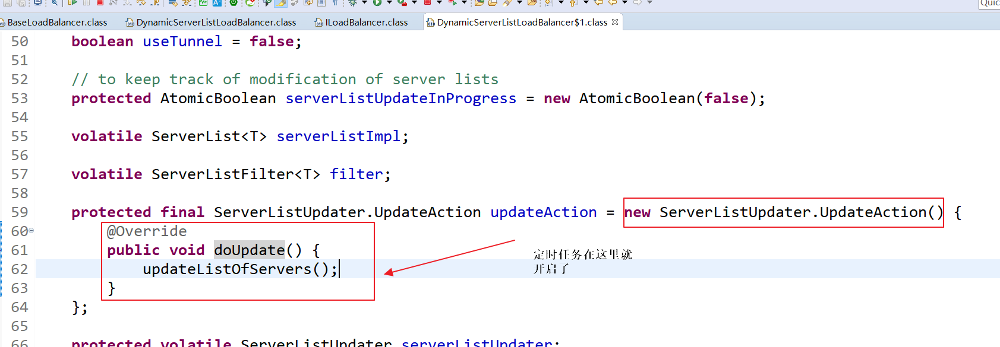 Quic
BaseLoadBalancer.class DynamicServerListLoadBalancer.class ILoadBalancer.class DynamicServerListLoadBalancer$1.class
50 boolean useTunnel = false;
51
52 // to keep track of modification of server lists
53 protected AtomicBoolean serverListUpdateInProgress = new AtomicBoolean(false);
54
55 volatile ServerList<T> serverListImpl;
56
57 volatile ServerListFilter<T> filter;
58
59 protected final ServerListUpdater.UpdateAction updateAction = new ServerListUpdater.UpdateAction() {
60 @Override
61 public void doUpdate() {
定时任务在这里就
62 updateListOfServers();
开启了
63 }
64 };
65
66 protected volatile ServerListUpdater serverListUpdater;